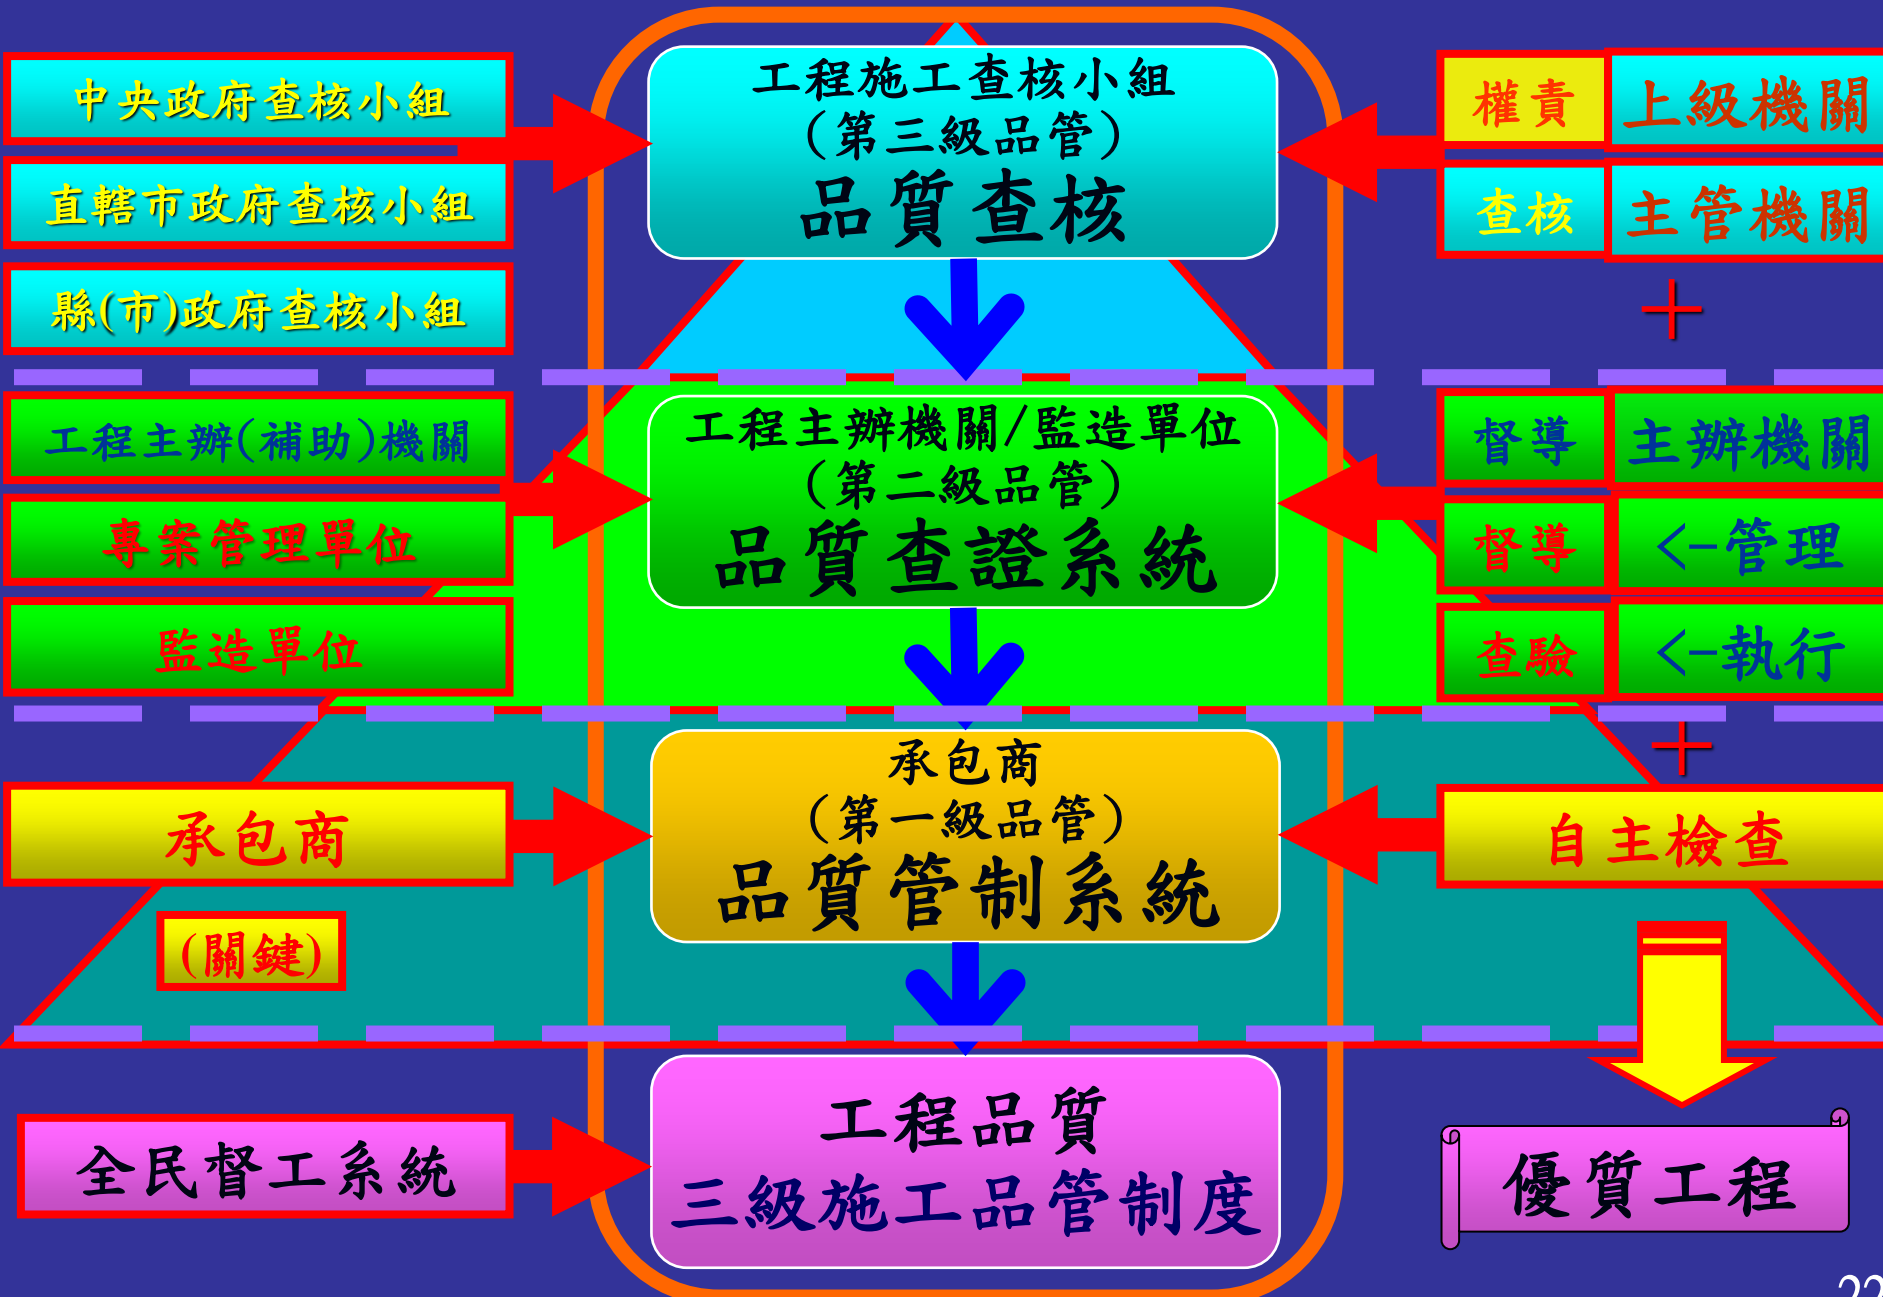 中央政府查核小組
直轄市政府查核小組
縣(市)政府查核小組
工程施工查核小組
(第三級品管)
品質查核
權責 上級機關
查核 主管機關
+
工程主辦(補助)機關
專案管理單位
監造單位
工程主辦機關/監造單位
(第二級品管)
品質查證系統
督導 主辦機關
督導 <-管理
查驗 <-執行
+
承包商
(關鍵)
承包商
(第一級品管)
品質管制系統
自主檢查
全民督工系統
工程品質
三級施工品管制度
優質工程
22